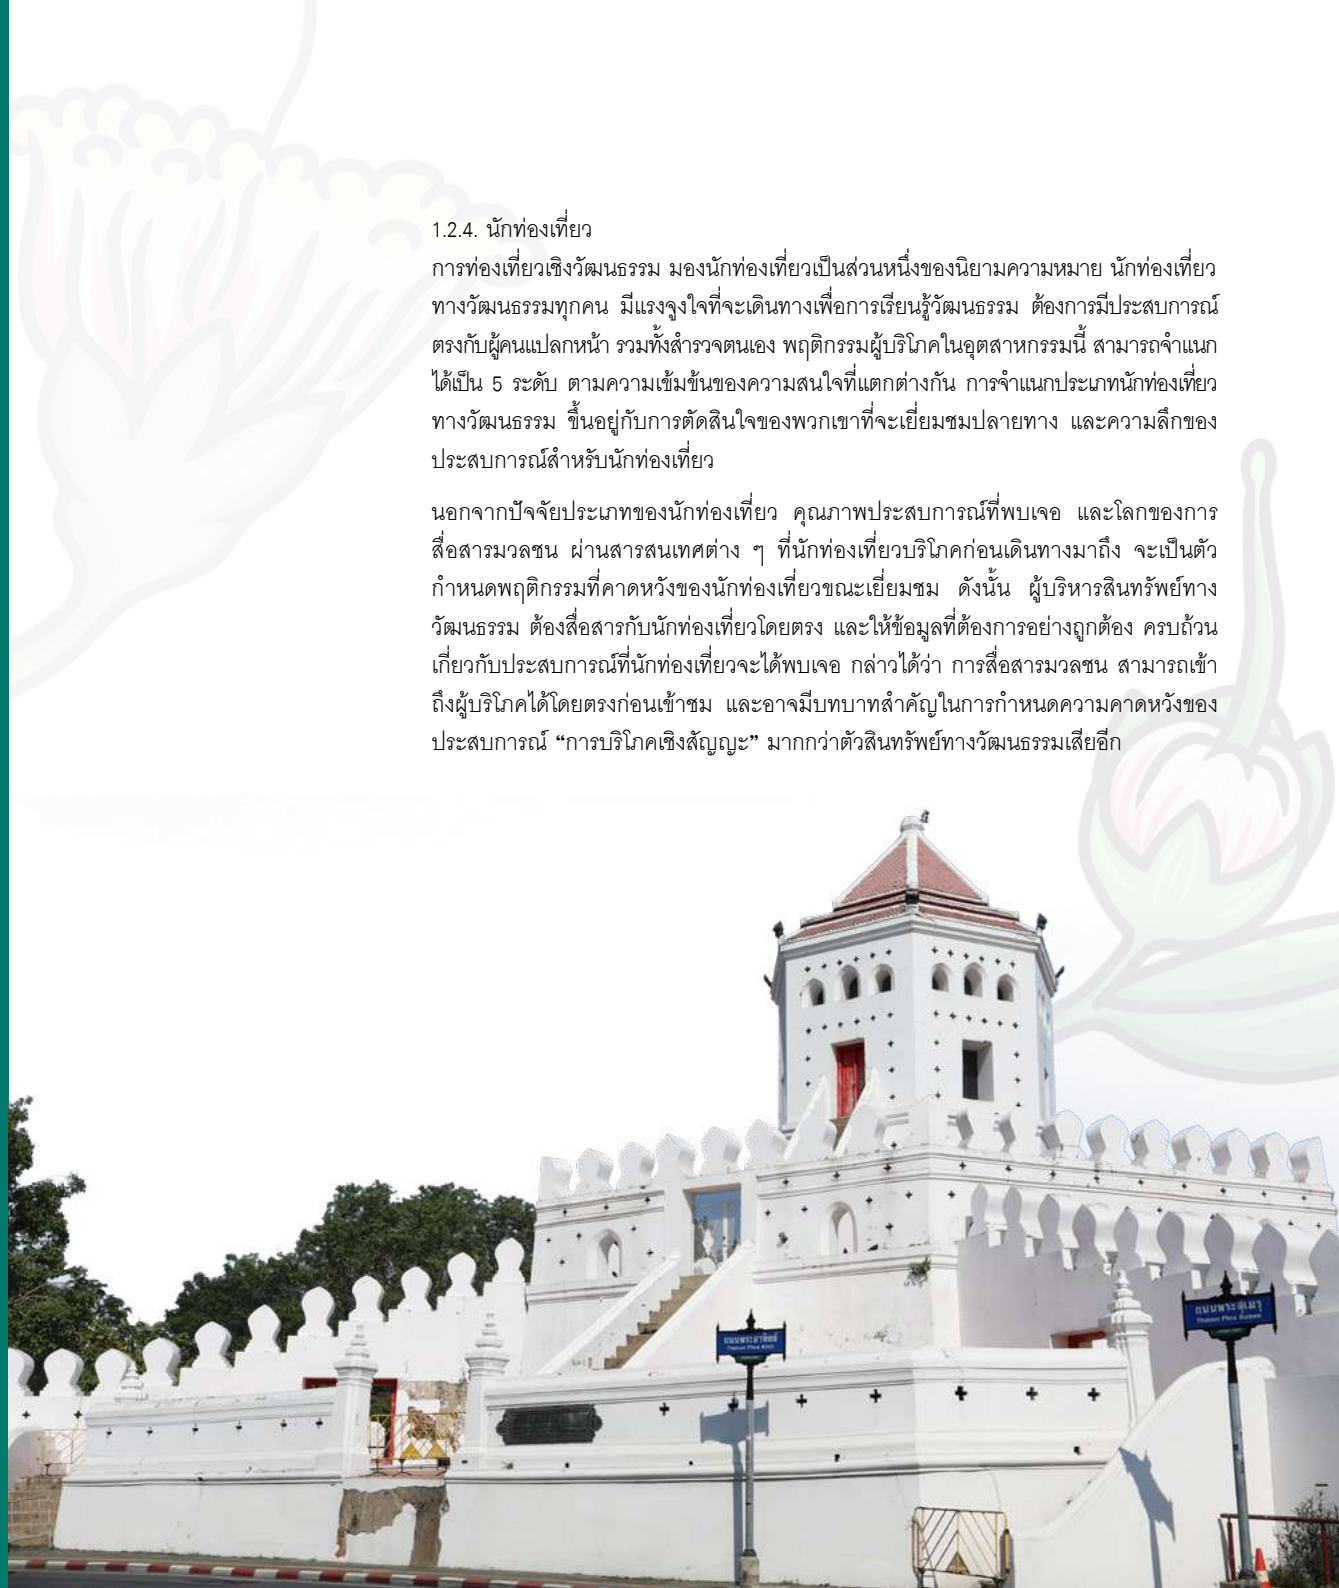 1.2.4. นักท่องเที่ยว
การท่องเที่ยวเชิงวัฒนธรรม มองนักท่องเที่ยวเป็นส่วนหนึ่งของนิยามความหมาย นักท่องเที่ยว
ทางวัฒนธรรมทุกคน มีแรงจูงใจที่จะเดินทางเพื่อการเรียนรู้วัฒนธรรม ต้องการมีประสบการณ์
ตรงกับผู้คนแปลกหน้า รวมทั้งสำรวจตนเอง พฤติกรรมผู้บริโภคในอุตสาหกรรมนี้ สามารถจำแนก
ได้เป็น 5 ระดับ ตามความเข้มข้นของความสนใจที่แตกต่างกัน การจำแนกประเภทนักท่องเที่ยว
ทางวัฒนธรรม ขึ้นอยู่กับการตัดสินใจของพวกเขาที่จะเยี่ยมชมปลายทาง และความลึกของ
ประสบการณ์สำหรับนักท่องเที่ยว
นอกจากปัจจัยประเภทของนักท่องเที่ยว คุณภาพประสบการณ์ที่พบเจอ และโลกของการ
สื่อสารมวลชน ผ่านสารสนเทศต่าง ๆ ที่นักท่องเที่ยวบริโภคก่อนเดินทางมาถึง จะเป็นตัว
กำหนดพฤติกรรมที่คาดหวังของนักท่องเที่ยวขณะเยี่ยมชม ดังนั้น ผู้บริหารสินทรัพย์ทาง
วัฒนธรรม ต้องสื่อสารกับนักท่องเที่ยวโดยตรง และให้ข้อมูลที่ต้องการอย่างถูกต้อง ครบถ้วน
เกี่ยวกับประสบการณ์ที่นักท่องเที่ยวจะได้พบเจอ กล่าวได้ว่า การสื่อสารมวลชน สามารถเข้า
ถึงผู้บริโภคได้โดยตรงก่อนเข้าชม และอาจมีบทบาทสำคัญในการกำหนดความคาดหวังของ
ประสบการณ์ “การบริโภคเชิงสัญญะ” มากกว่าตัวสินทรัพย์ทางวัฒนธรรมเสียอีก
ถนนพระสุเมรุ
Thanon Phra Sumen
ถนนพระอาทิตย์
Thanon Phra Athit